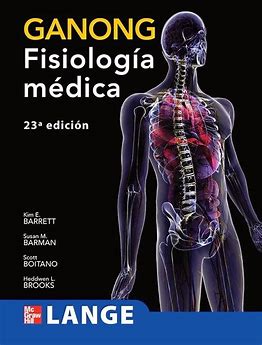 GANONG
Fisiología
médica
23ª edición
Kim E.
BARRETT
Susan M.
BARMAN
Scott
BOITANO
Heddwen L.
BROOKS
Mc
Graw
Hill
LANGE